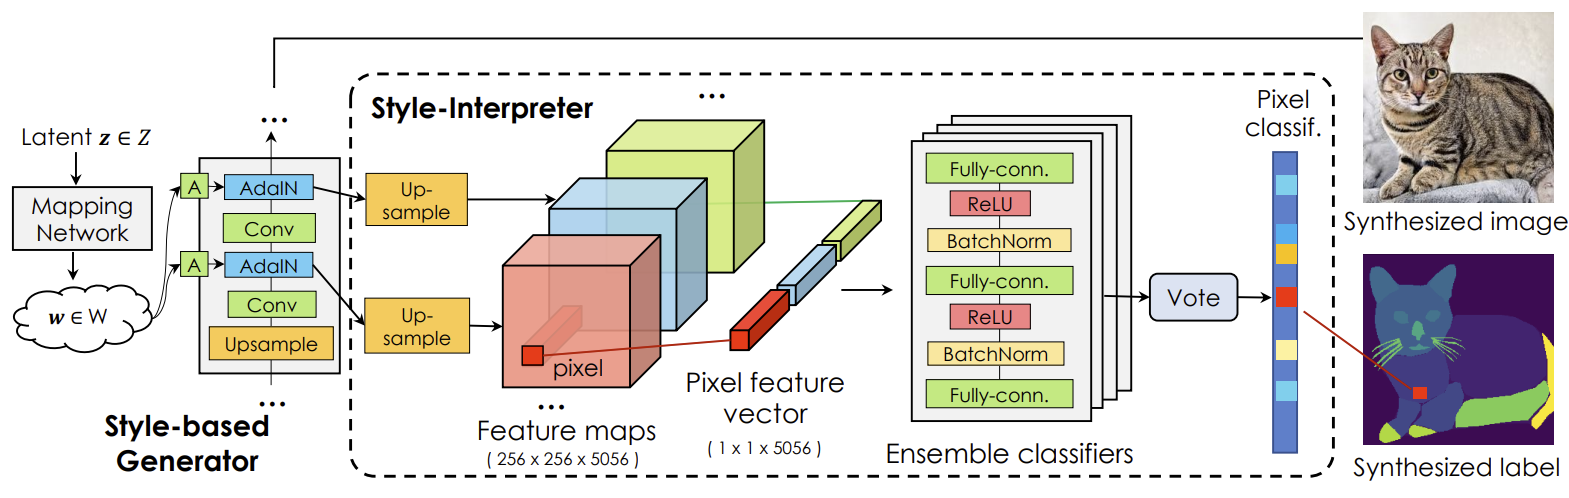 Latent z ∈ Z
Mapping
Network
w ∈ W
...
A
AdaIN
Conv
A
AdaIN
Conv
Upsample
...
Style-based
Generator
Style-Interpreter
Up-
sample
Up-
sample
...
pixel
...
Feature maps
( 256 x 256 x 5056 )
Pixel feature
vector
( 1 x 1 x 5056 )
Fully-conn.
ReLU
BatchNorm
Fully-conn.
ReLU
BatchNorm
Fully-conn.
Ensemble classifiers
Vote
Pixel
classif.
Synthesized image
Synthesized label